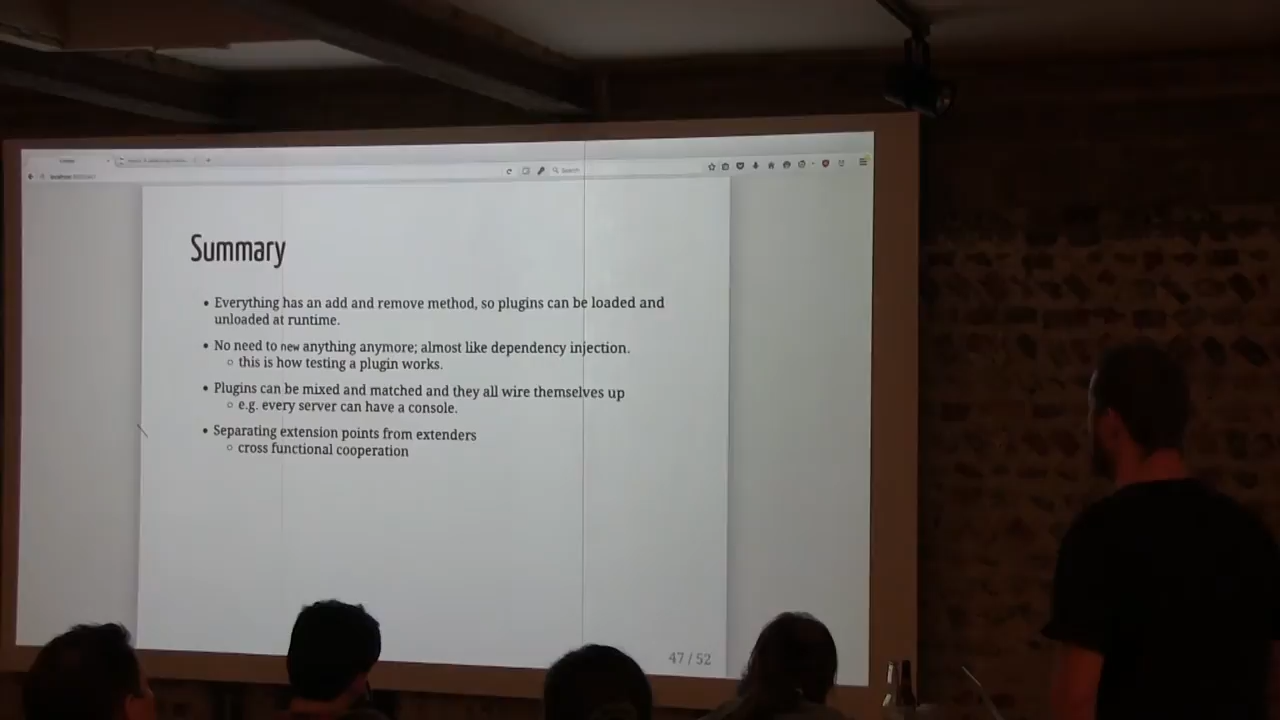 Search
Summary
• Everything has an add and remove method, so plugins can be loaded and
unloaded at runtime.
• No need to new anything anymore; almost like dependency injection.
○ this is how testing a plugin works.
• Plugins can be mixed and matched and they all wire themselves up
○ e.g. every server can have a console.
• Separating extension points from extenders
○ cross functional cooperation
47 / 52